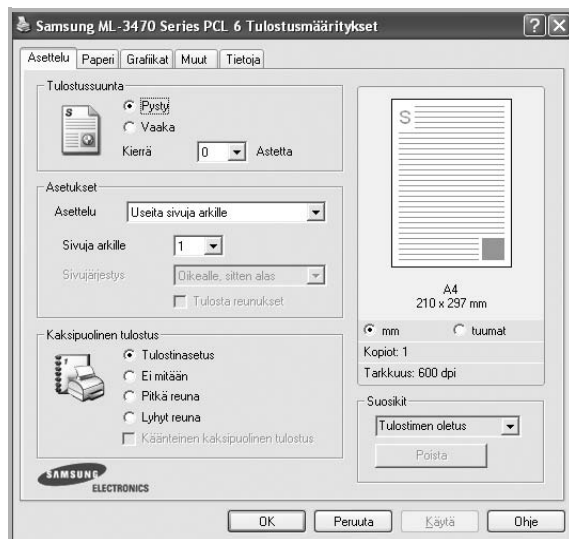 Samsung ML-3470 Series PCL 6 Tulostusmääritykset
Asettelu Paperi Grafiikat Muut Tietoja
Tulostussuunta
Pysty
Vaaka
Kierrä 0 Astetta
Asetukset
Asettelu Useita sivuja arkille
Sivuja arkille 1
Sivujärjestys Oikealle, sitten alas
Tulosta reunukset
Kaksipuolinen tulostus
Tulostinasetus
Ei mitään
Pitkä reuna
Lyhyt reuna
Käänteinen kaksipuolinen tulostus
SAMSUNG
ELECTRONICS
S
S
A4
210 x 297 mm
mm tuumat
Kopiot: 1
Tarkkuus: 600 dpi
Suosikit
Tulostimen oletus
Poista
OK Peruuta Käytä Ohje